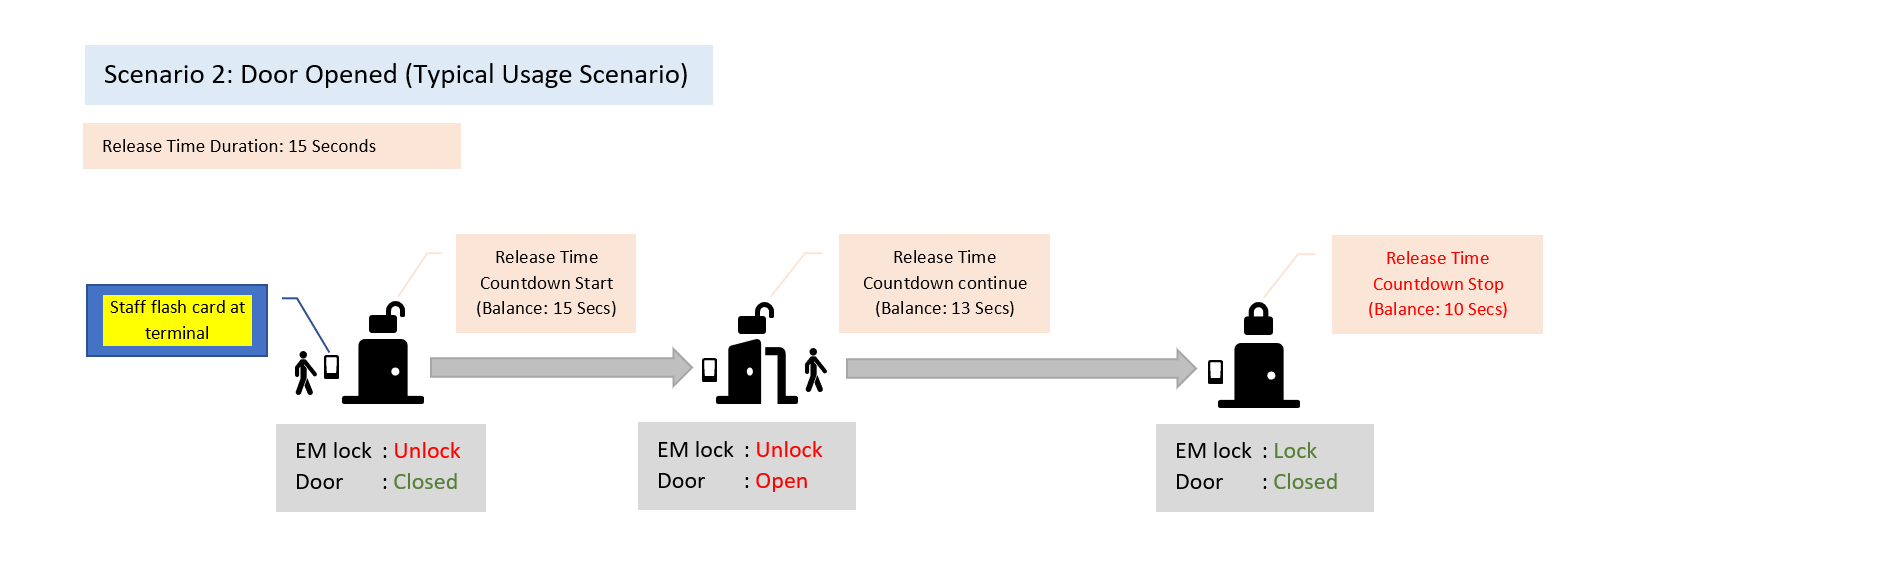 Scenario 2: Door Opened (Typical Usage Scenario)
Release Time Duration: 15 Seconds
Staff flash card at
terminal
Release Time
Countdown Start
(Balance: 15 Secs)
Release Time
Countdown continue
(Balance: 13 Secs)
Release Time
Countdown Stop
(Balance: 10 Secs)
EM lock : Unlock
Door : Closed
EM lock : Unlock
Door : Open
EM lock : Lock
Door : Closed